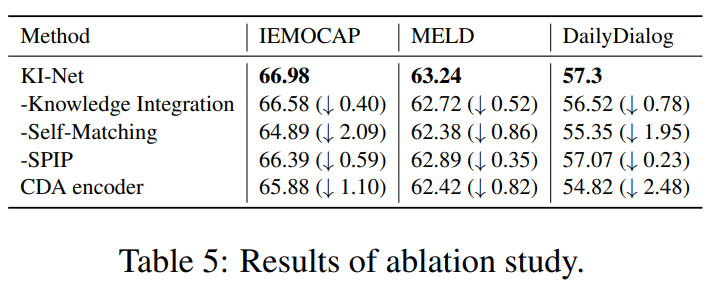 Method IEMOCAP MELD DailyDialog
KI-Net 66.98 63.24 57.3
-Knowledge Integration 66.58 (↓ 0.40) 62.72 (↓ 0.52) 56.52 (↓ 0.78)
-Self-Matching 64.89 (↓ 2.09) 62.38 (↓ 0.86) 55.35 (↓ 1.95)
-SPIP 66.39 (↓ 0.59) 62.89 (↓ 0.35) 57.07 (↓ 0.23)
CDA encoder 65.88 (↓ 1.10) 62.42 (↓ 0.82) 54.82 (↓ 2.48)
Table 5: Results of ablation study.